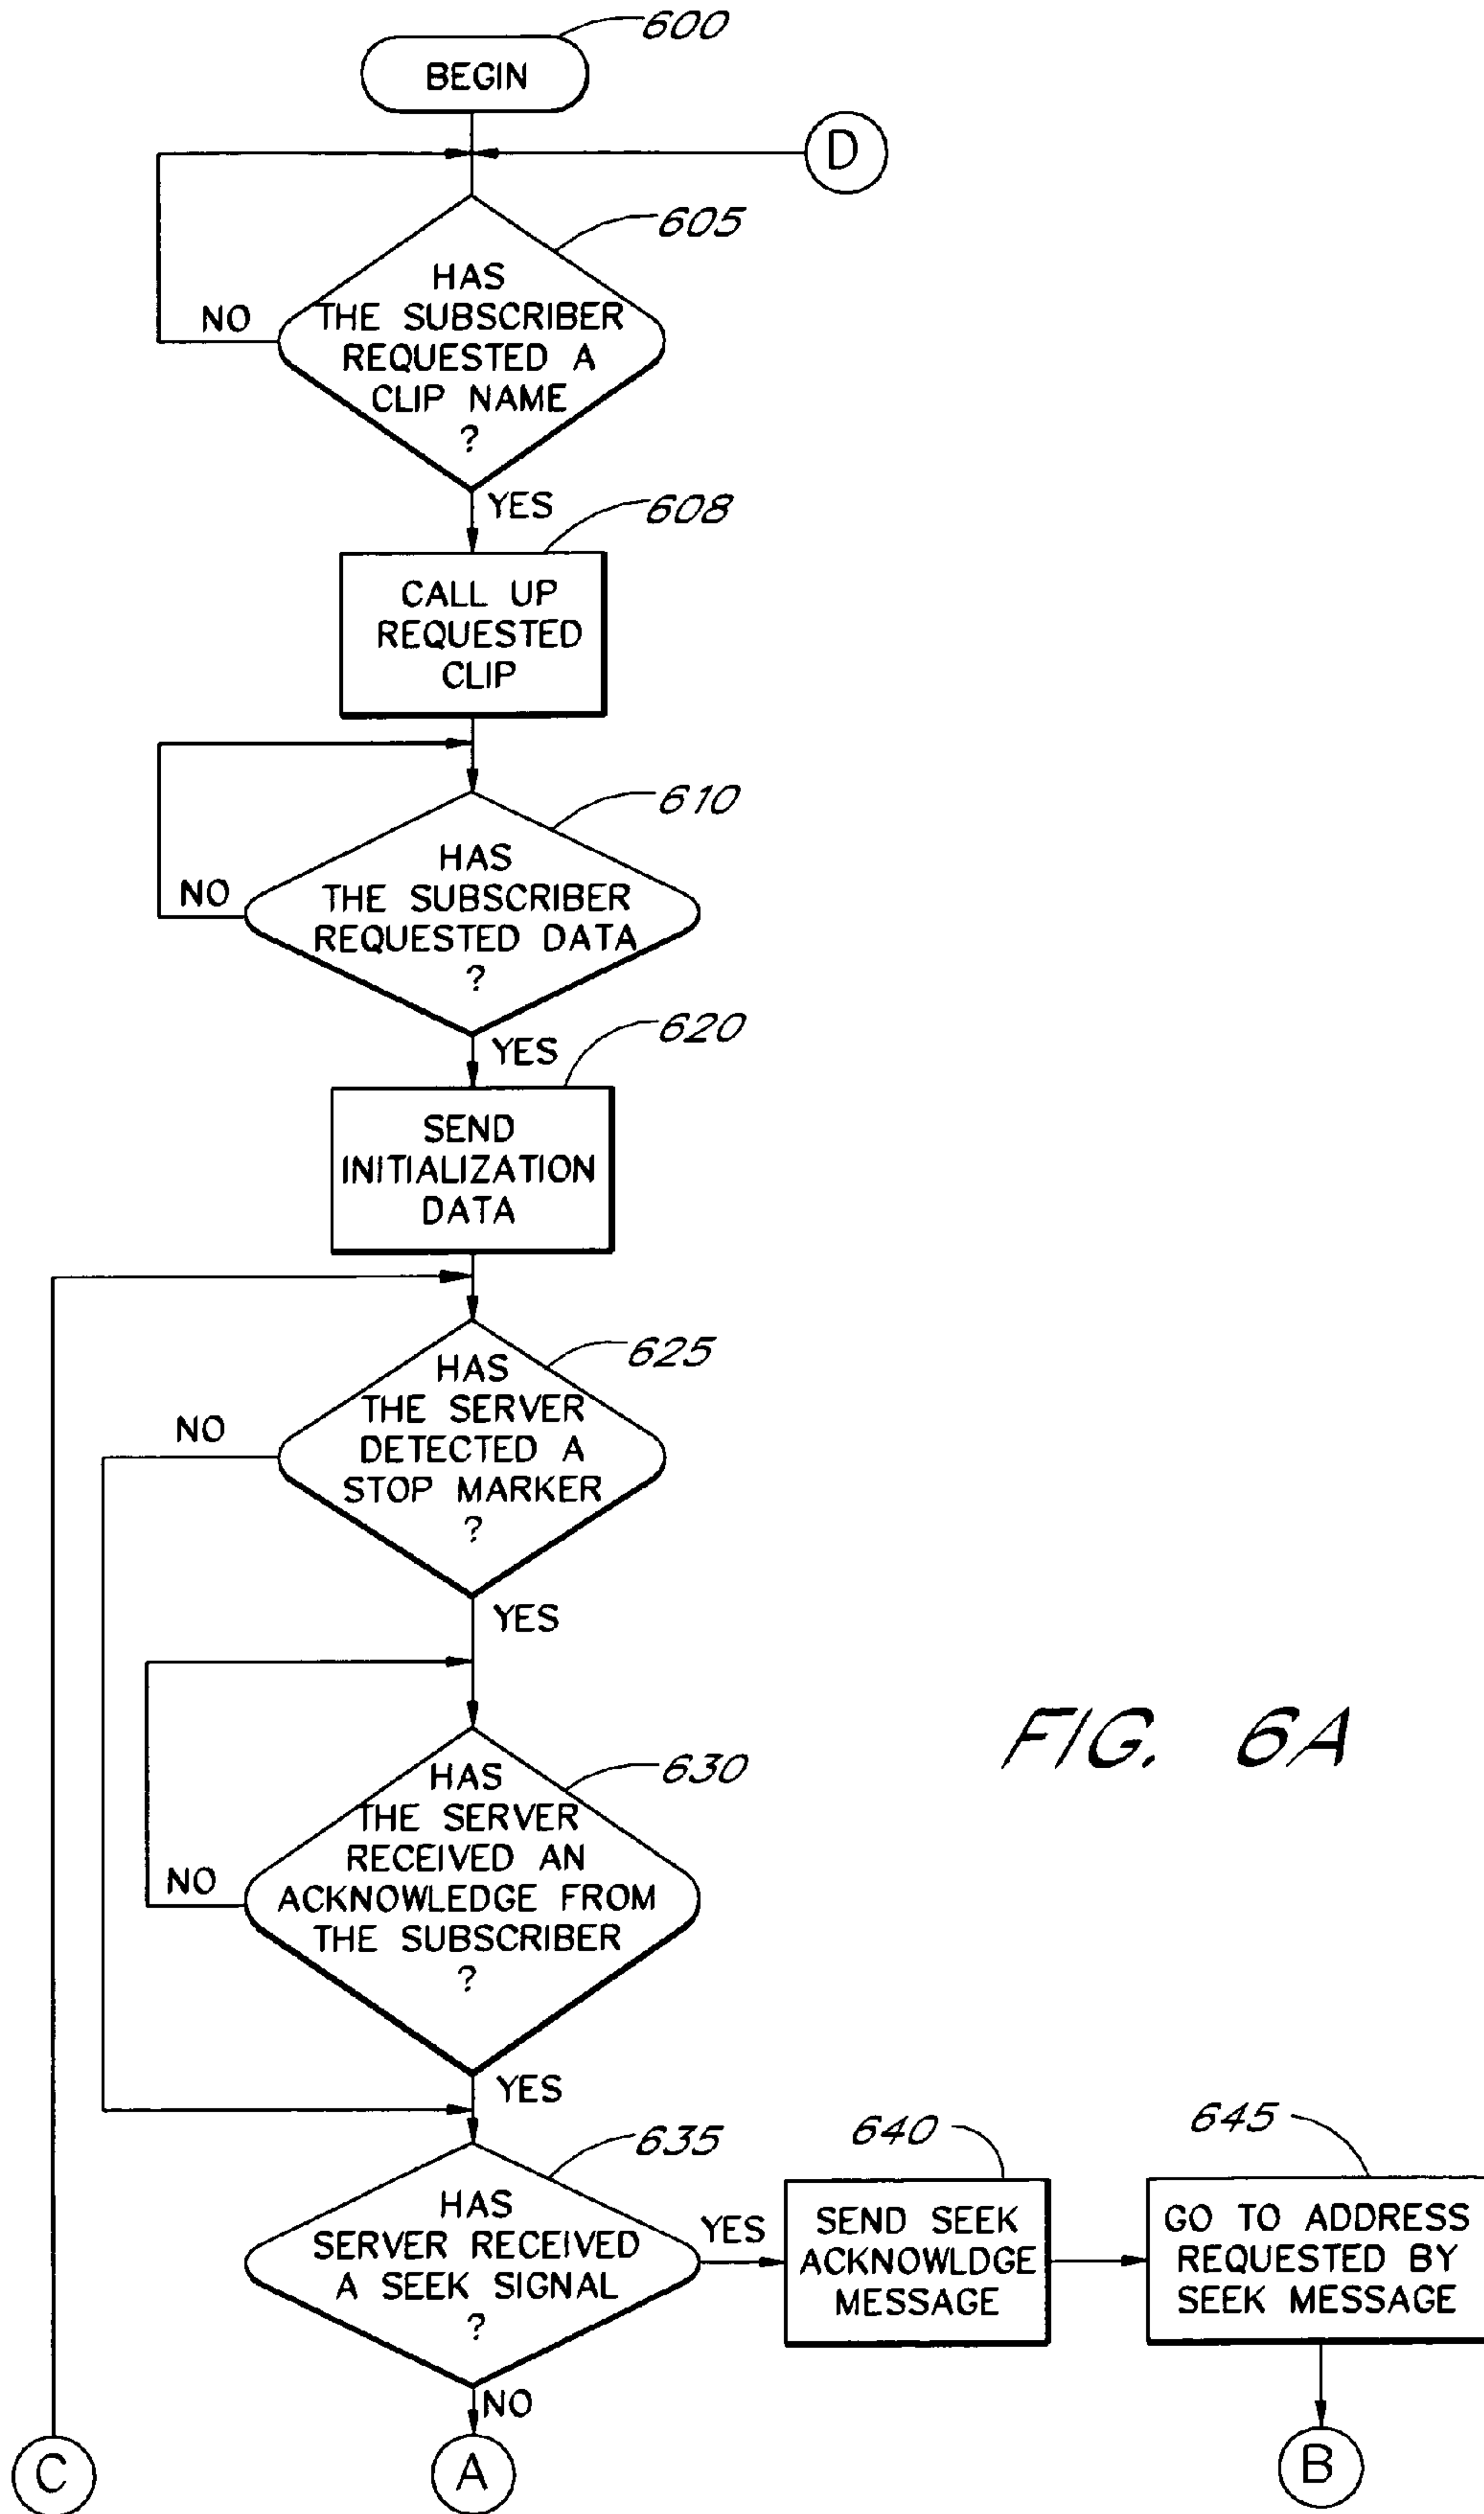 600
BEGIN
D
605
HAS
THE SUBSCRIBER
REQUESTED A
CLIP NAME
?
NO
YES
608
CALL UP
REQUESTED
CLIP
610
HAS
THE SUBSCRIBER
REQUESTED DATA
?
NO
YES
620
SEND
INITIALIZATION
DATA
625
HAS
THE SERVER
DETECTED A
STOP MARKER
?
NO
YES
630
HAS
THE SERVER
RECEIVED AN
ACKNOWLEDGE FROM
THE SUBSCRIBER
?
NO
YES
FIG. 6A
635
HAS
SERVER RECEIVED
A SEEK SIGNAL
?
YES
640
SEND SEEK
ACKNOWLDGE
MESSAGE
645
GO TO ADDRESS
REQUESTED BY
SEEK MESSAGE
NO
C
A
B